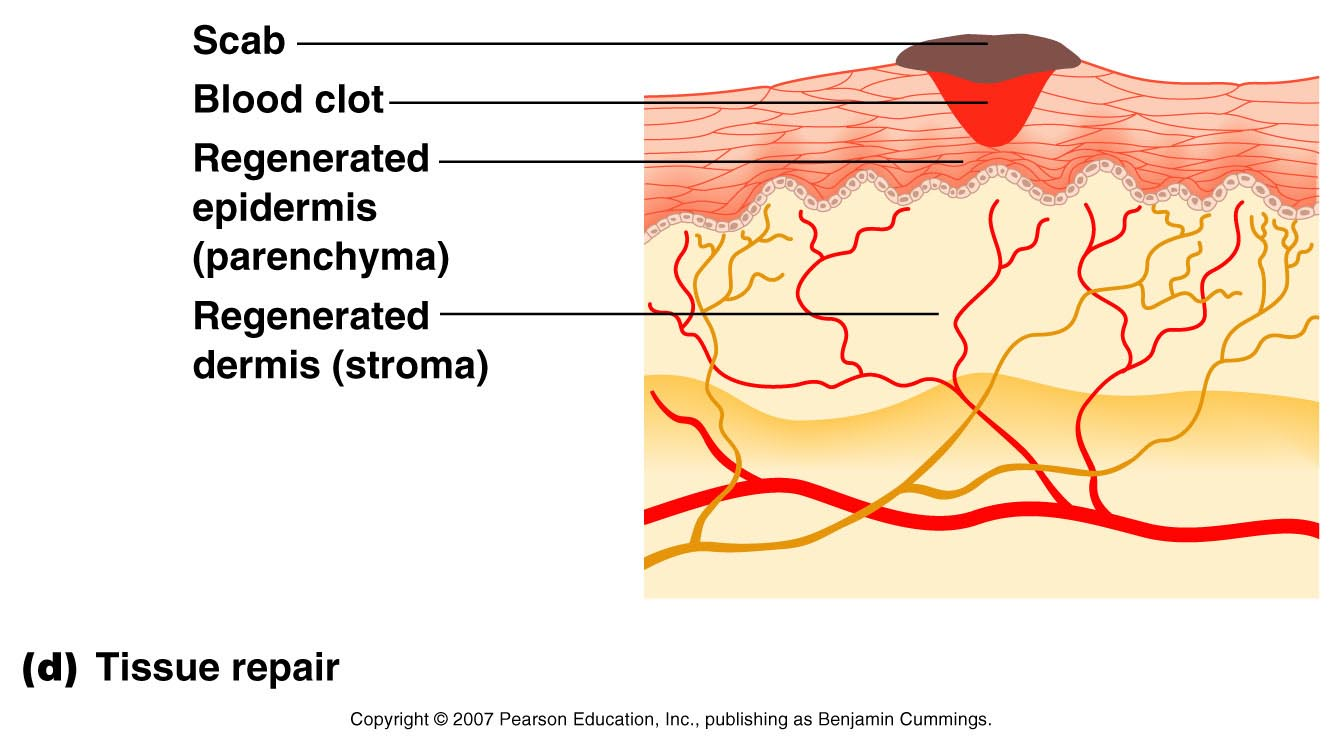 Scab
Blood clot
Regenerated
epidermis
(parenchyma)
Regenerated
dermis (stroma)
(d) Tissue repair
Copyright © 2007 Pearson Education, Inc., publishing as Benjamin Cummings.